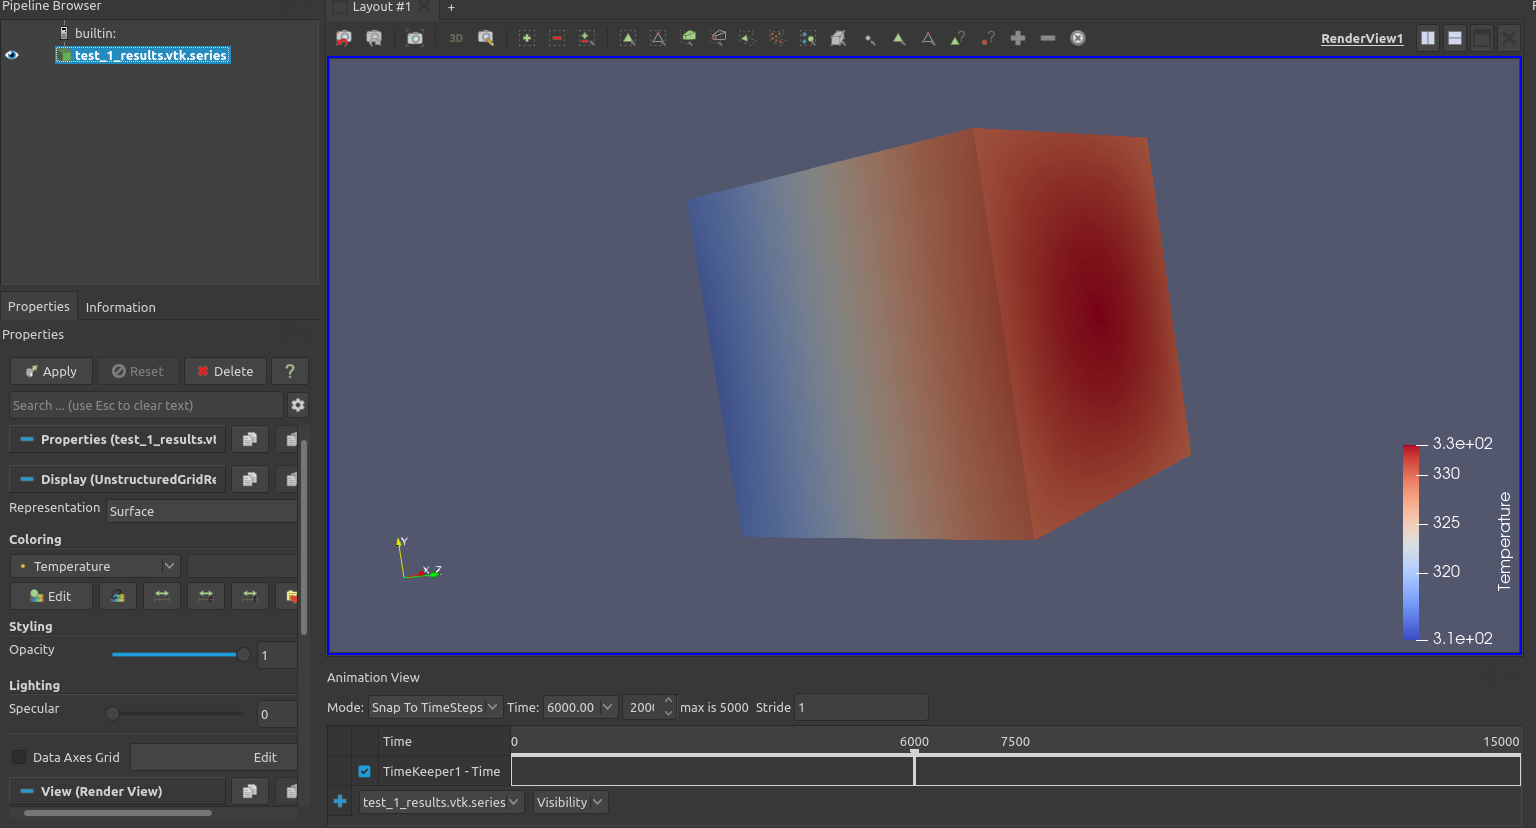 Pipeline Browser
builtin:
test_1_results.vtk.series
Properties Information
Properties
Apply Reset Delete ?
Search ... (use Esc to clear text)
Properties (test_1_results.vt
Display (UnstructuredGridRe
Representation Surface
Coloring
Temperature
Edit
Styling
Opacity 1
Lighting
Specular 0
Data Axes Grid Edit
View (Render View)
Layout #1 +
3D RenderView1
3.3e+02
330
325
320
3.1e+02
Temperature
Y
X Z
Animation View
Mode: Snap To TimeSteps Time: 6000.00 200 max is 5000 Stride 1
Time 0 6000 7500 15000
TimeKeeper1 - Time
test_1_results.vtk.series Visibility